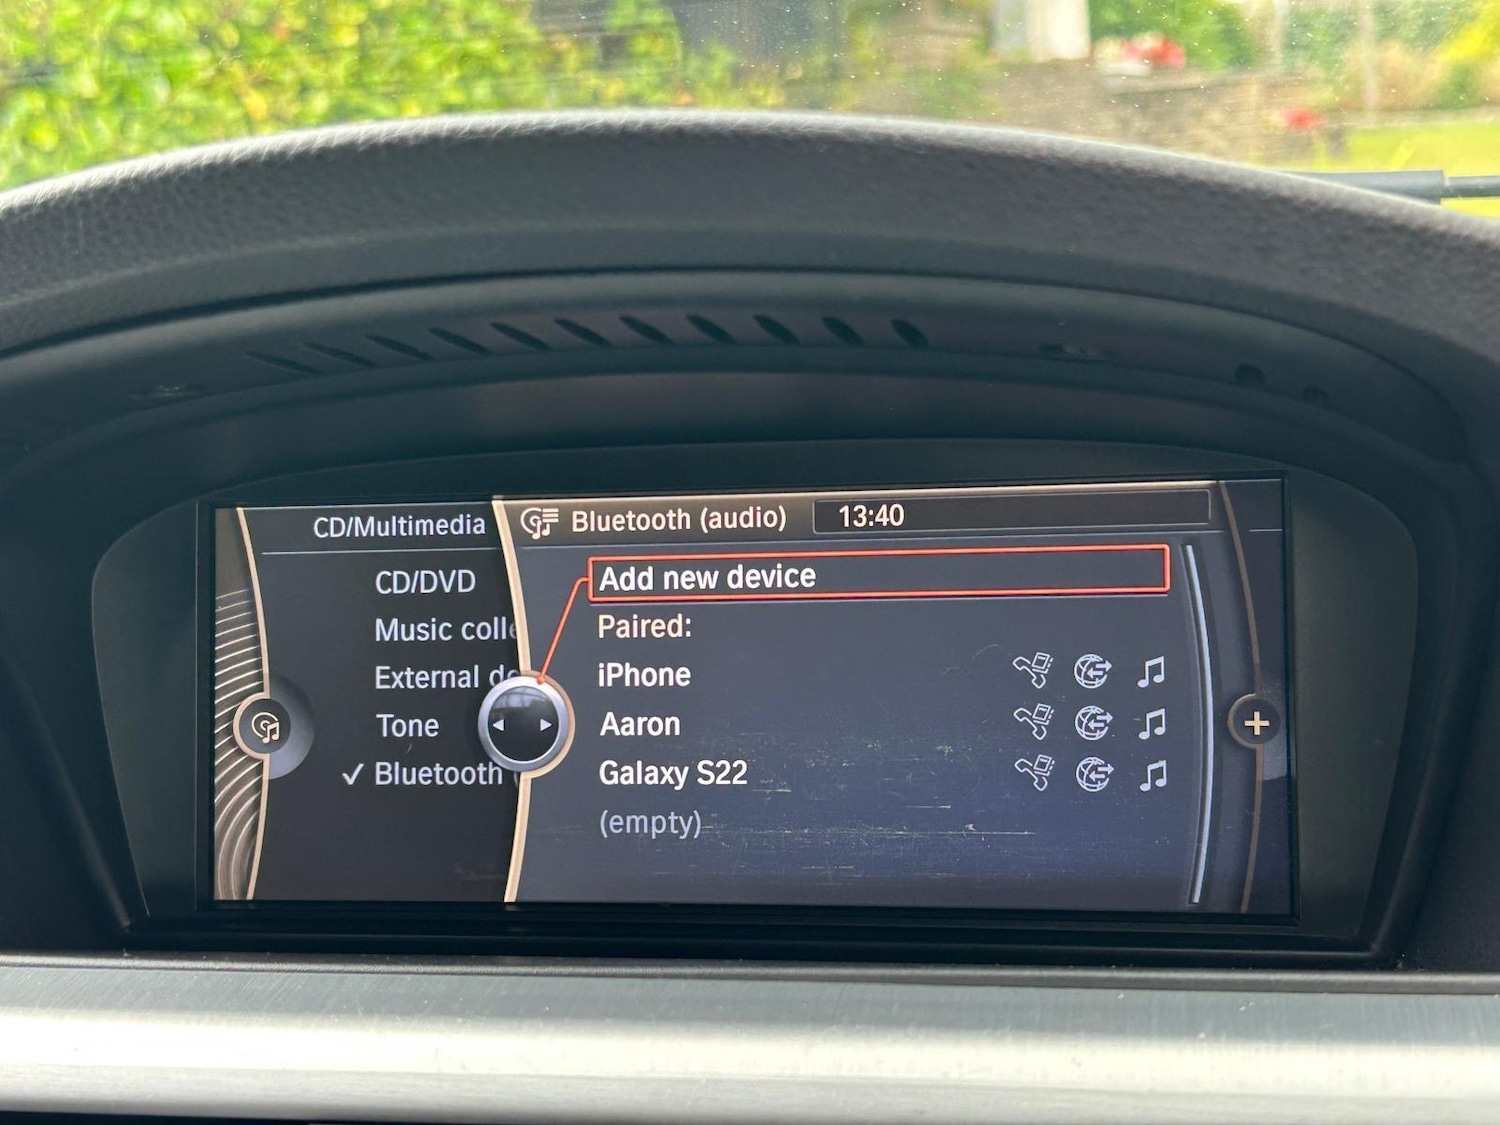 CD/Multimedia
CD/DVD
Music colle
External de
Tone
Bluetooth
Bluetooth (audio)
13:40
Add new device
Paired:
iPhone
Aaron
Galaxy S22
(empty)